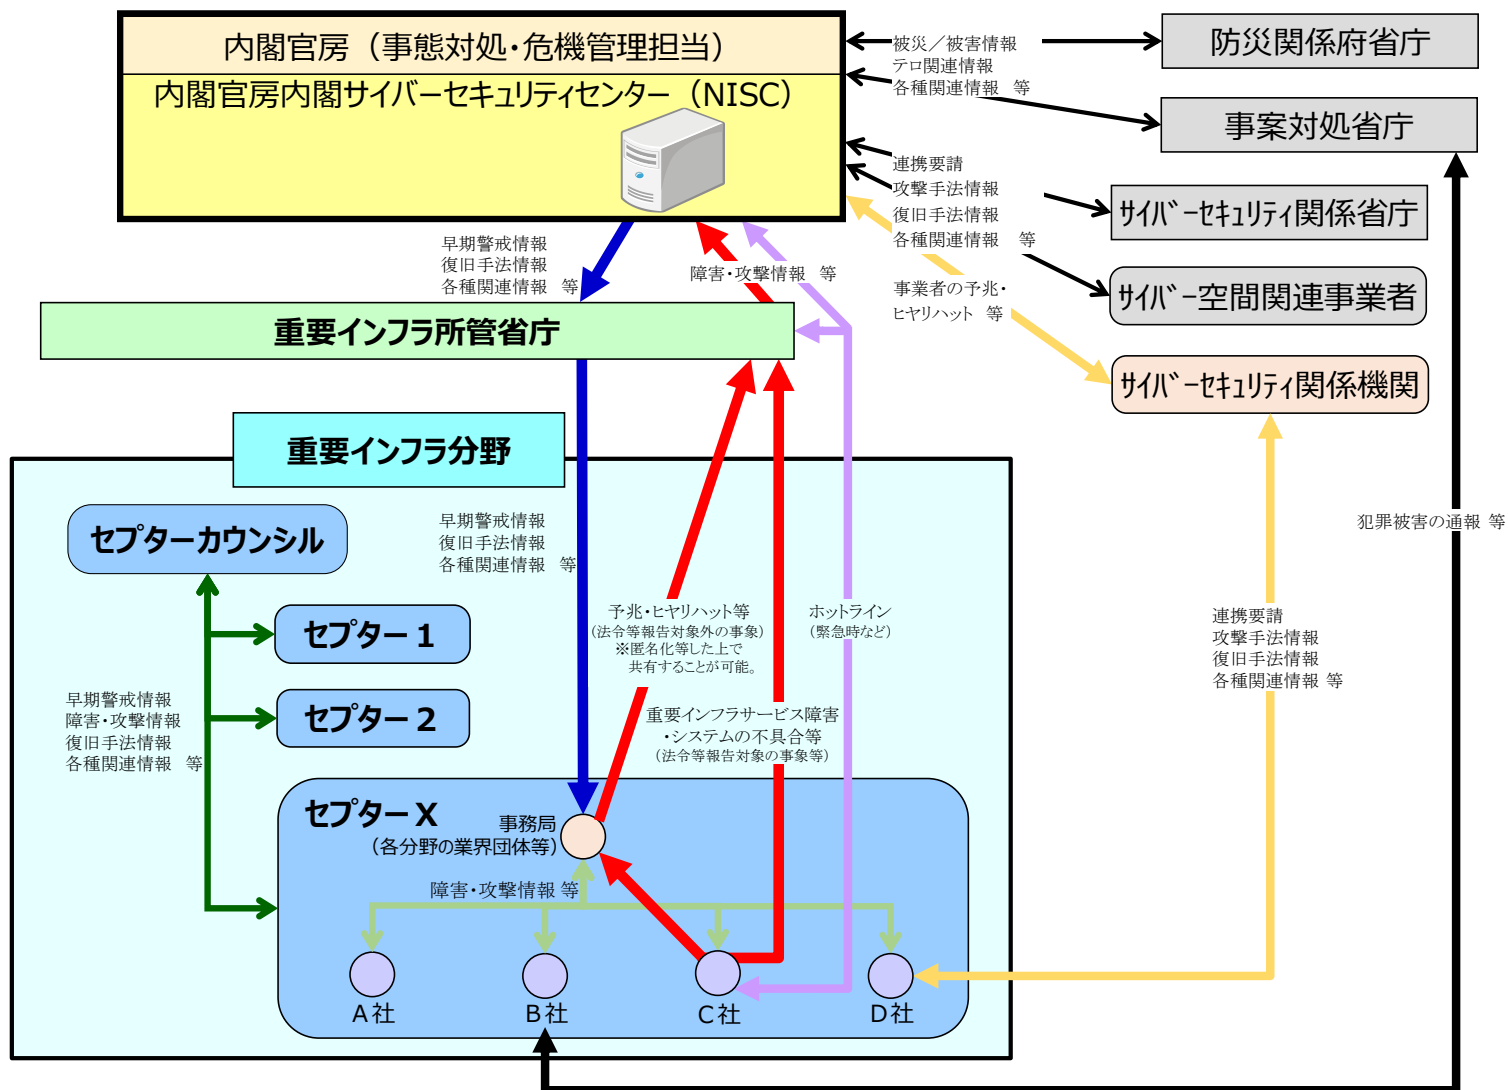 内閣官房（事態対処・危機管理担当）
内閣官房内閣サイバーセキュリティセンター（NISC）
被災／被害情報
テロ関連情報
各種関連情報　等
防災関係府省庁
事案対処省庁
連携要請
攻撃手法情報
復旧手法情報
各種関連情報　等
ｻｲﾊﾞｰｾｷｭﾘﾃｨ関係省庁
ｻｲﾊﾞｰ空間関連事業者
事業者の予兆・
ヒヤリハット　等
ｻｲﾊﾞｰｾｷｭﾘﾃｨ関係機関
早期警戒情報
復旧手法情報
各種関連情報　等
障害・攻撃情報　等
重要インフラ所管省庁
重要インフラ分野
セプターカウンシル
早期警戒情報
復旧手法情報
各種関連情報　等
犯罪被害の通報 等
セプター１
予兆・ヒヤリハット等
（法令等報告対象外の事象）
※匿名化等した上で
共有することが可能。
ホットライン
（緊急時など）
連携要請
攻撃手法情報
復旧手法情報
各種関連情報 等
セプター２
早期警戒情報
障害・攻撃情報
復旧手法情報
各種関連情報　等
重要インフラサービス障害
・システムの不具合等
（法令等報告対象の事象等）
セプターＸ
事務局
（各分野の業界団体等）
障害・攻撃情報 等
A社
B社
C社
D社